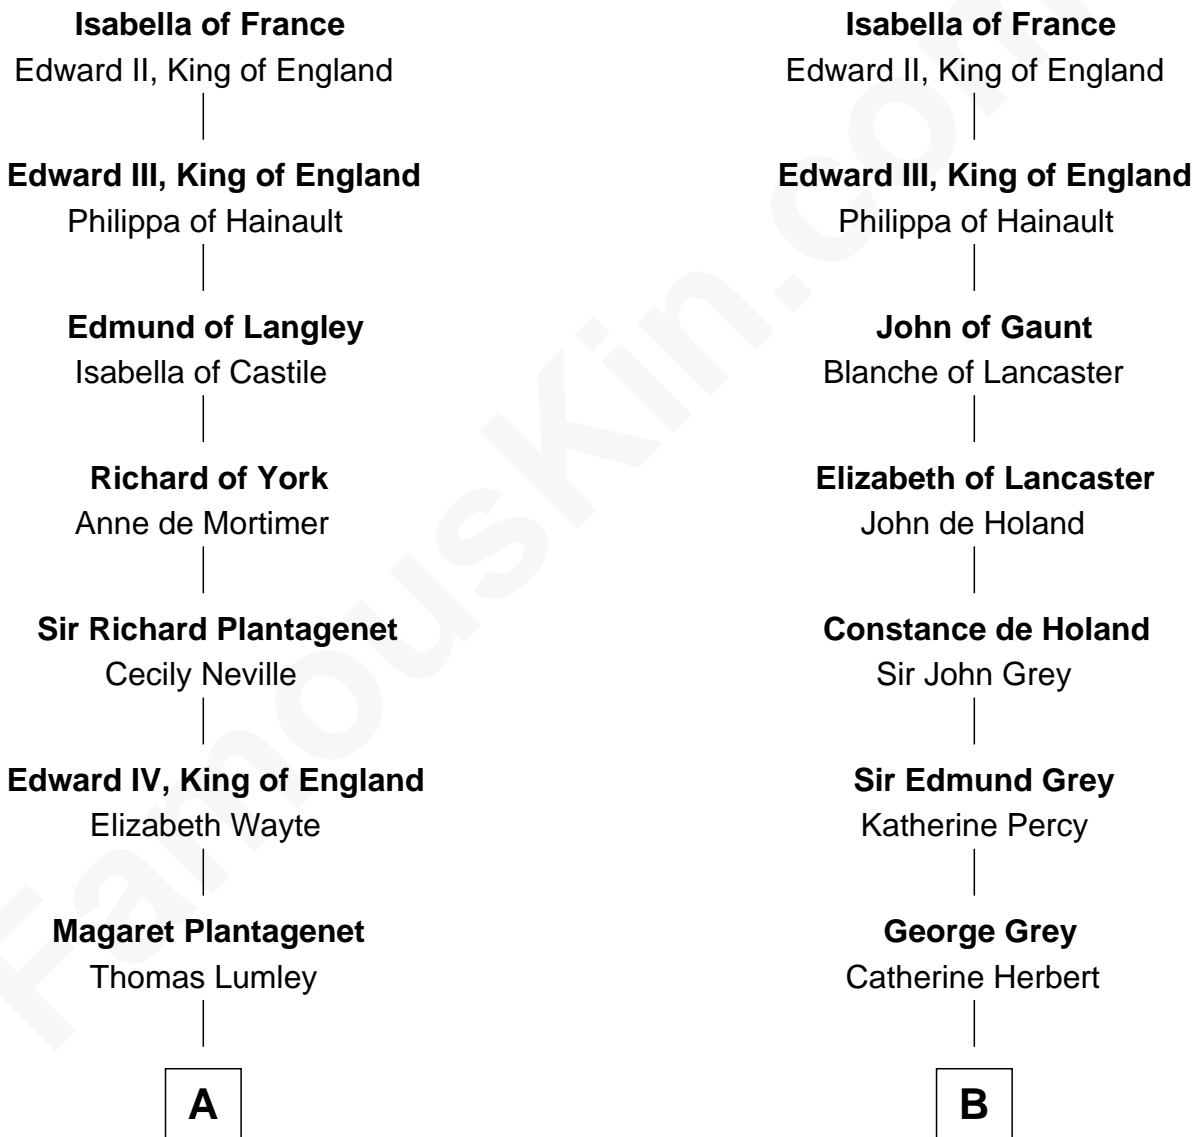 Isabella of France
Edward II, King of England
Edward III, King of England
Philippa of Hainault
Edmund of Langley
Isabella of Castile
Richard of York
Anne de Mortimer
Sir Richard Plantagenet
Cecily Neville
Edward IV, King of England
Elizabeth Wayte
Magaret Plantagenet
Thomas Lumley
A
Isabella of France
Edward II, King of England
Edward III, King of England
Philippa of Hainault
John of Gaunt
Blanche of Lancaster
Elizabeth of Lancaster
John de Holand
Constance de Holand
Sir John Grey
Sir Edmund Grey
Katherine Percy
George Grey
Catherine Herbert
B
FamousKin.com